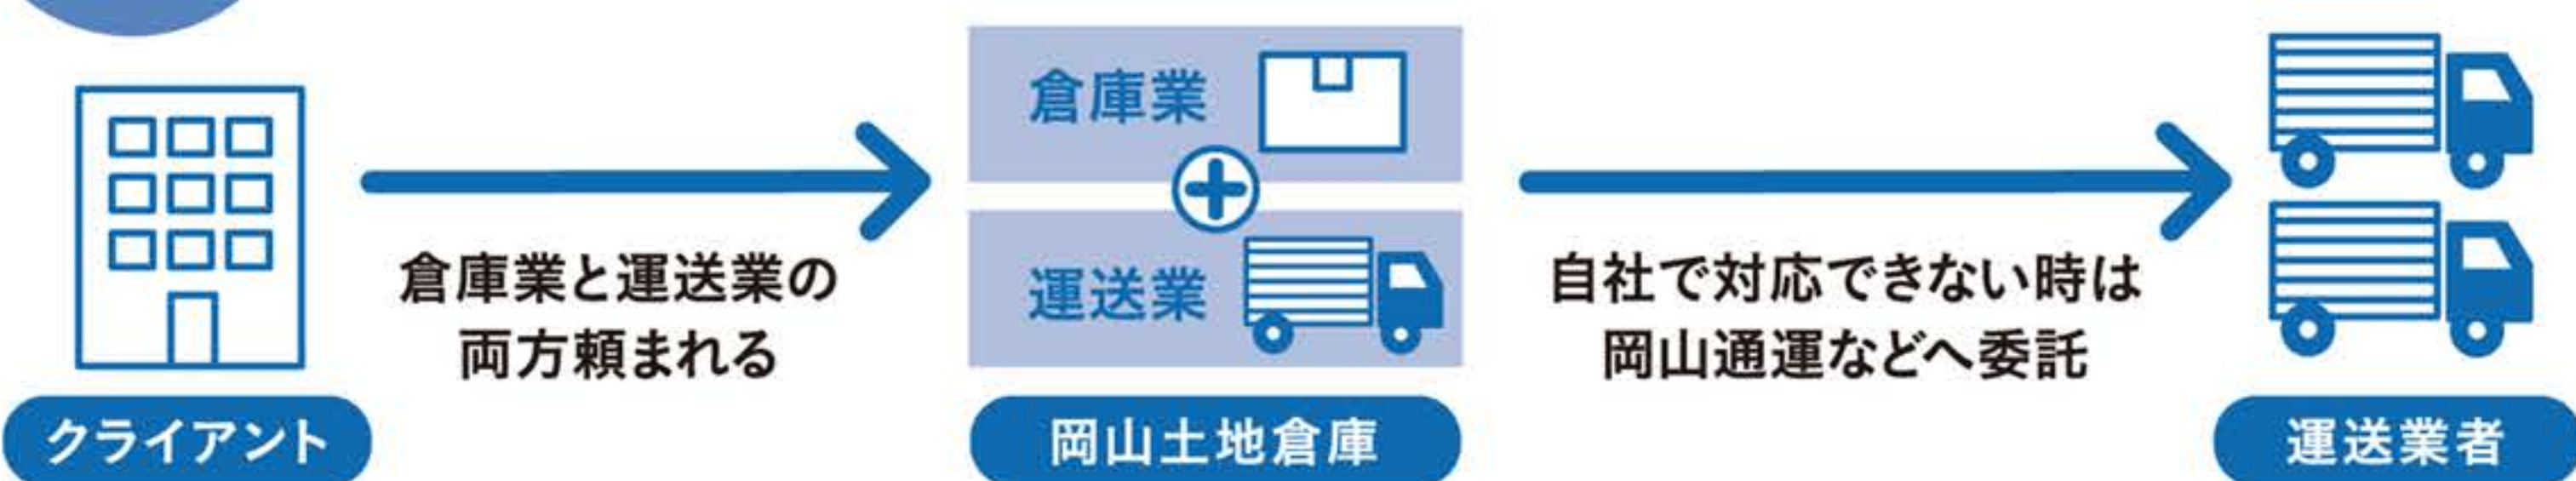 倉庫業
運送業
倉庫業と運送業の
両方頼まれる
自社で対応できない時は
岡山通運などへ委託
クライアント
岡山土地倉庫
運送業者